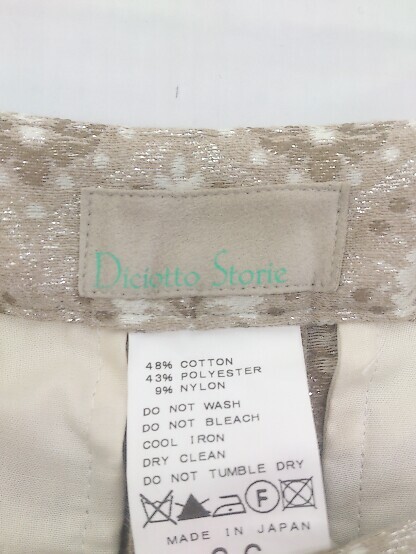 Diciotto Storie
48% COTTON
43% POLYESTER
9% NYLON
DO NOT WASH
DO NOT BLEACH
COOL IRON
DRY CLEAN
DO NOT TUMBLE DRY
F
MADE IN JAPAN